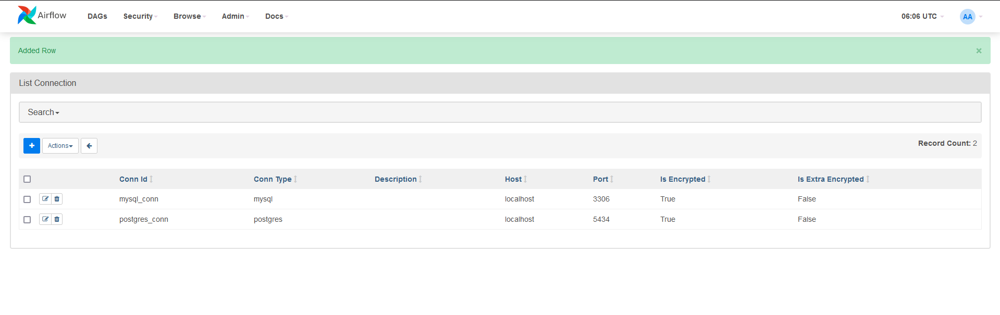 Airflow DAGs Security Browse Admin Docs 06:06 UTC AA
Added Row ×
List Connection
Search
+ Actions Record Count: 2
Conn Id Conn Type Description Host Port Is Encrypted Is Extra Encrypted
mysql_conn mysql localhost 3306 True False
postgres_conn postgres localhost 5434 True False